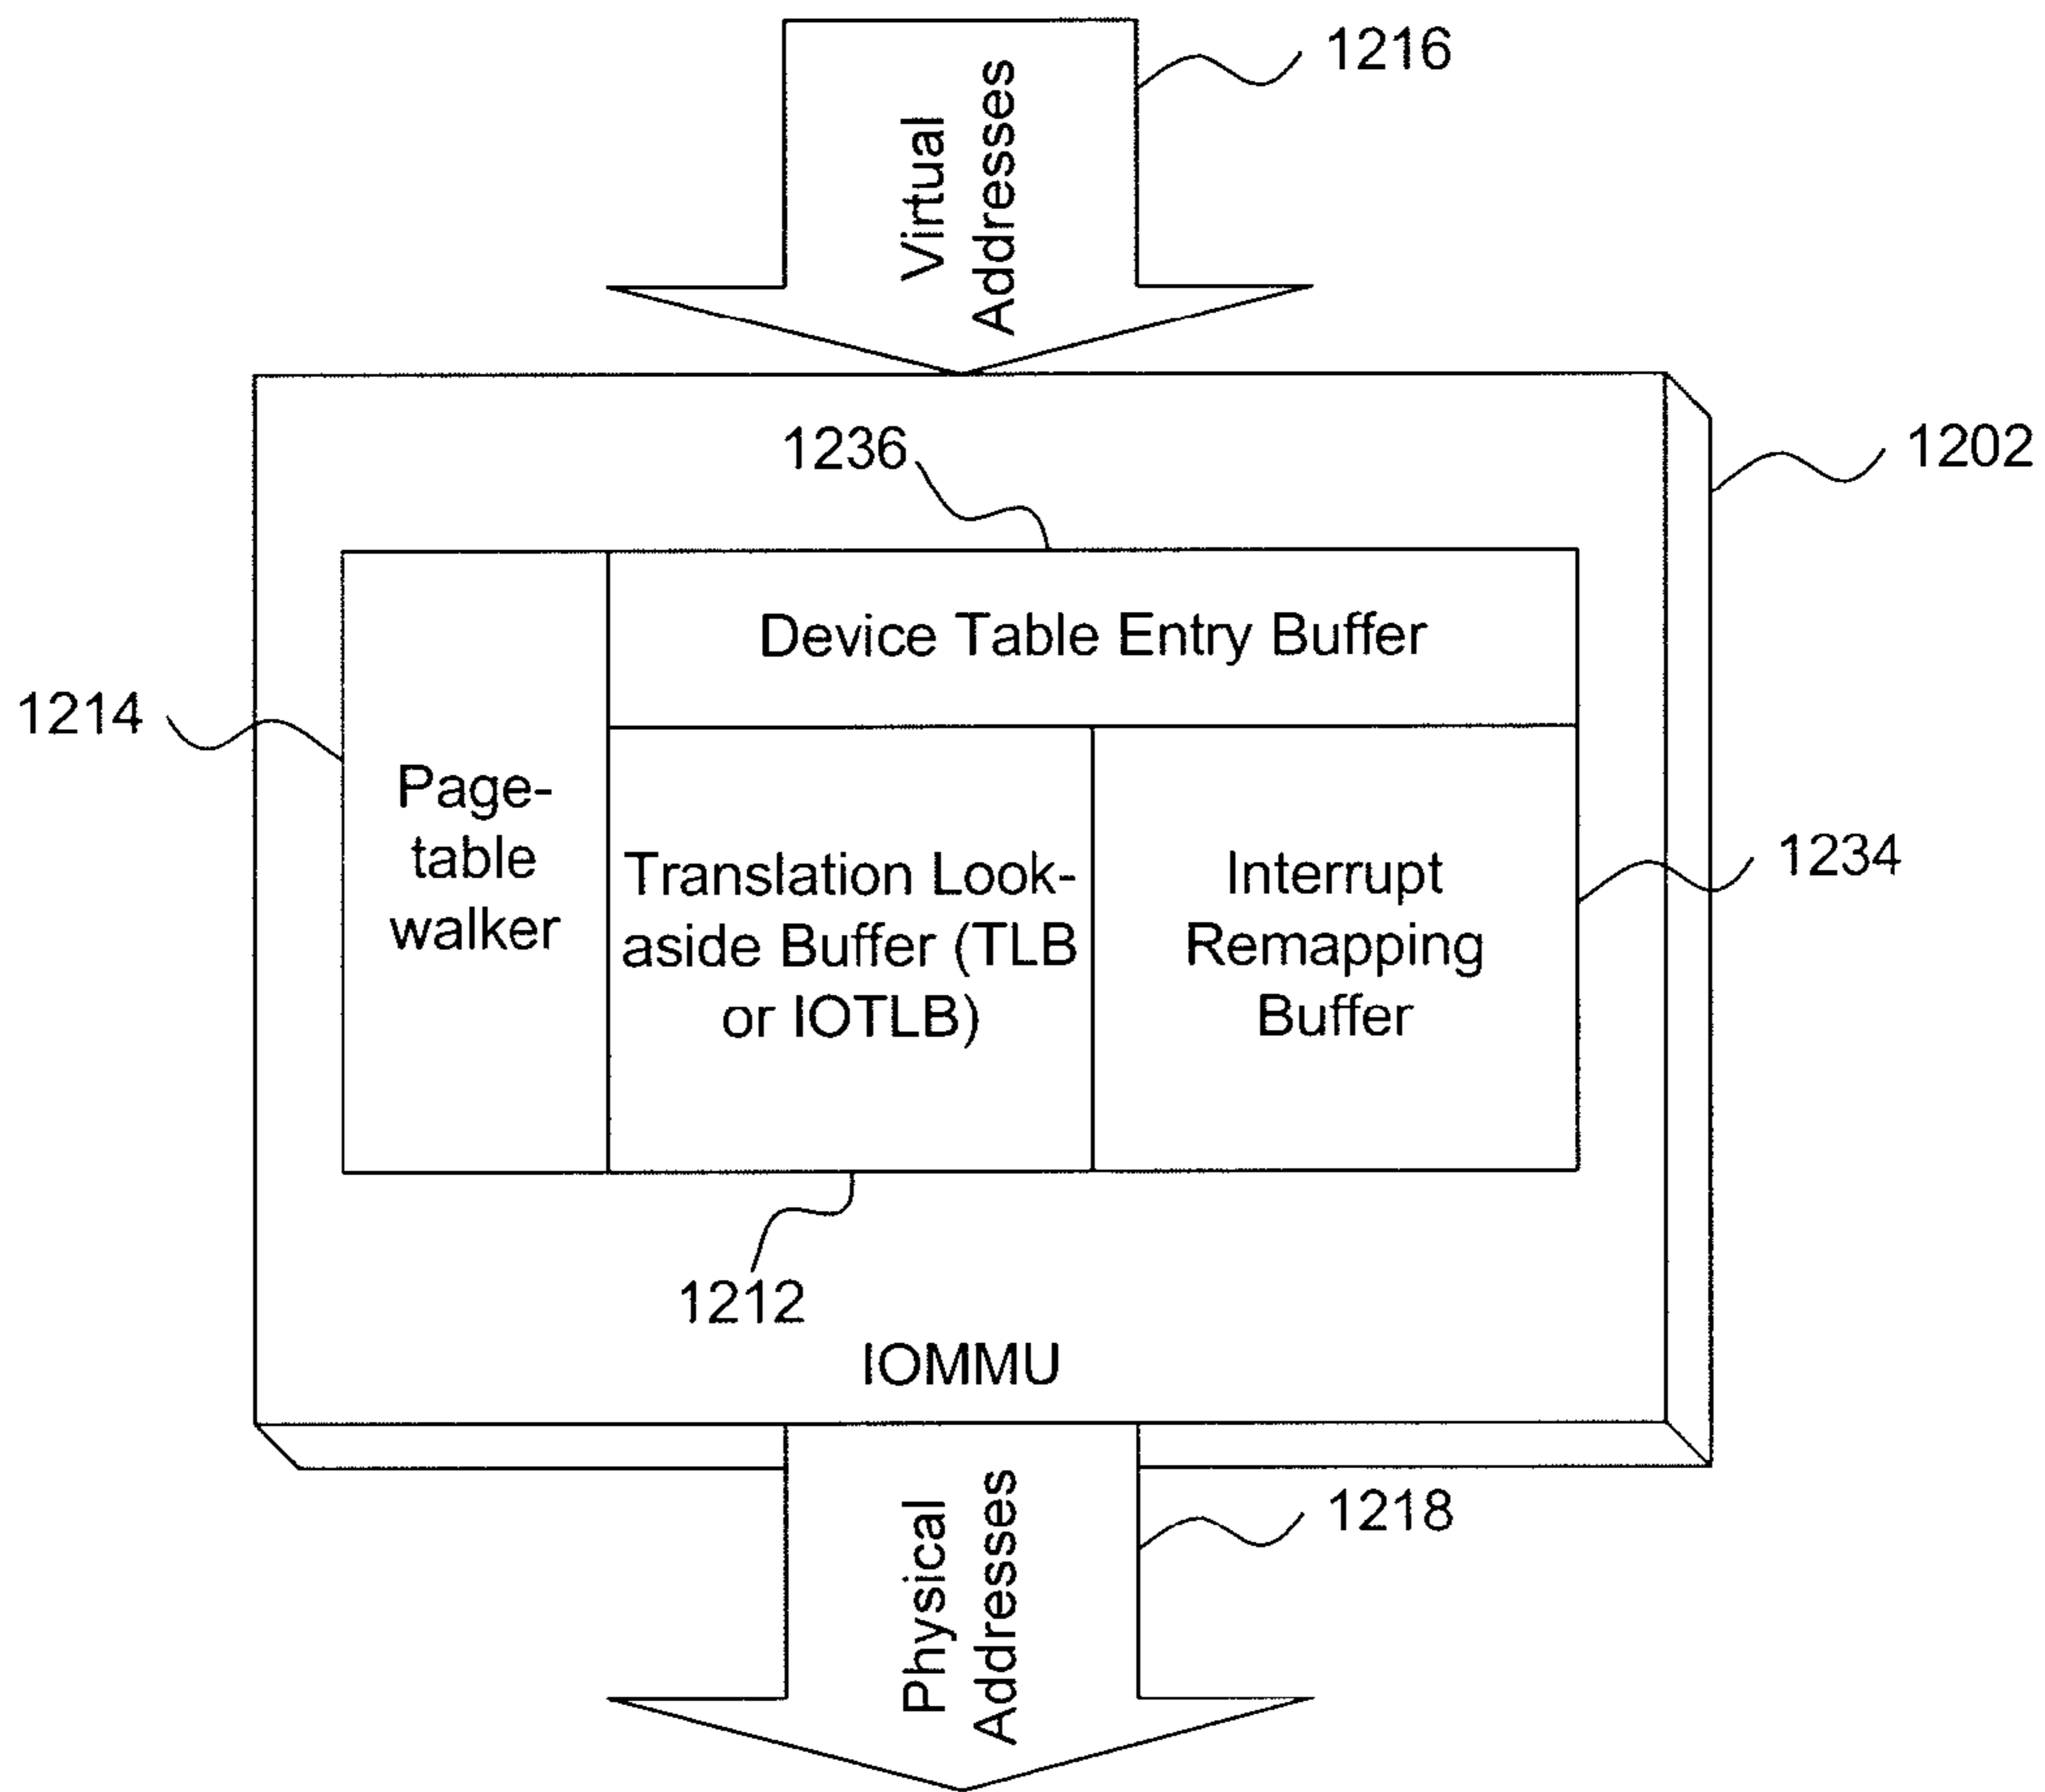 1216
Virtual
Addresses
1236
1202
Device Table Entry Buffer
1214
Page-
table
walker
Translation Look-
aside Buffer (TLB
or IOTLB)
Interrupt
Remapping
Buffer
1234
1212
IOMMU
Physical
Addresses
1218